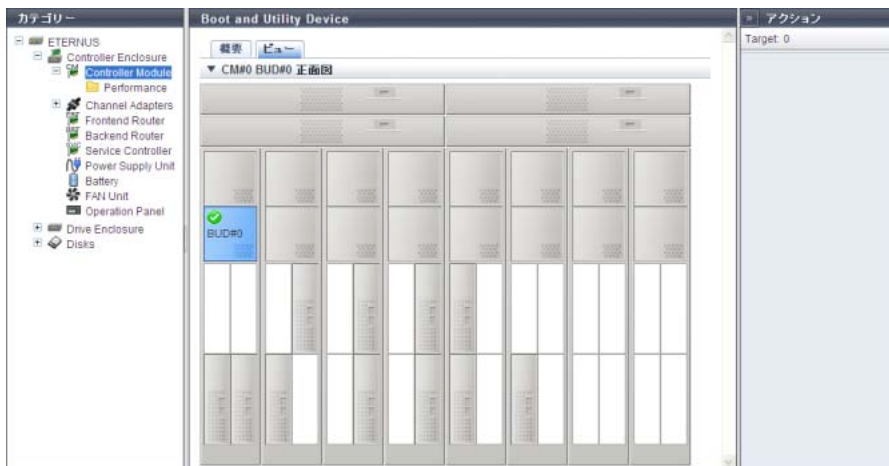 カテゴリー
ETERNUS
Controller Enclosure
Controller Module
Performance
Channel Adapters
Frontend Router
Backend Router
Service Controller
Power Supply Unit
Battery
FAN Unit
Operation Panel
Drive Enclosure
Disks
Boot and Utility Device
概要 ビュー
▼ CM#0 BUD#0 正面図
BUD#0
» アクション
Target: 0